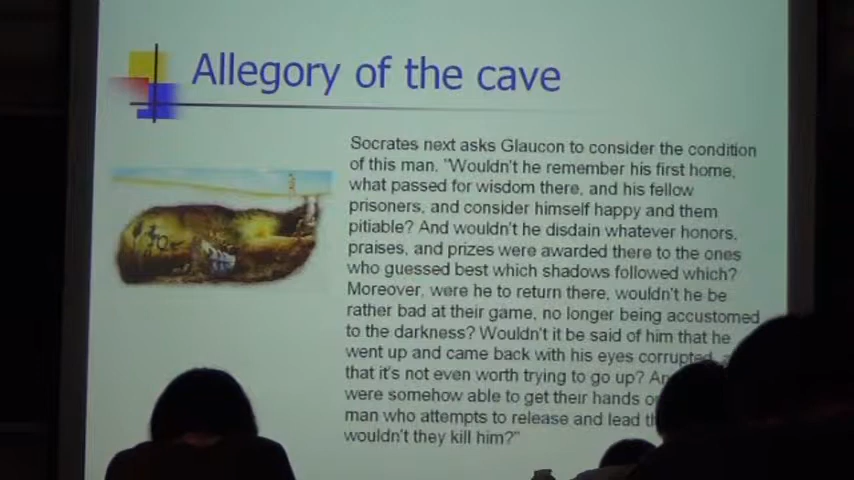 Allegory of the cave
Socrates next asks Glaucon to consider the condition
of this man. "Wouldn't he remember his first home,
what passed for wisdom there, and his fellow
prisoners, and consider himself happy and them
pitiable? And wouldn't he disdain whatever honors,
praises, and prizes were awarded there to the ones
who guessed best which shadows followed which?
Moreover, were he to return there, wouldn't he be
rather bad at their game, no longer being accustomed
to the darkness? Wouldn't it be said of him that he
went up and came back with his eyes corrupted,
that it's not even worth trying to go up?
were somehow able to get their hands
man who attempts to release and lead
wouldn't they kill him?"